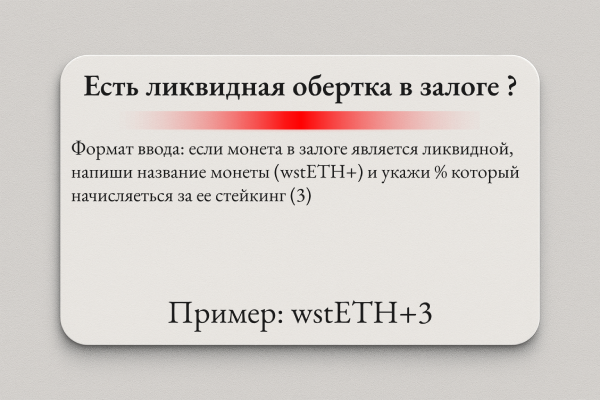 Есть ликвидная обертка в залоге ?
Формат ввода: если монета в залоге является ликвидной,
напиши название монеты (wstETH+) и укажи % который
начисляеться за ее стейкинг (3)
Пример: wstETH+3